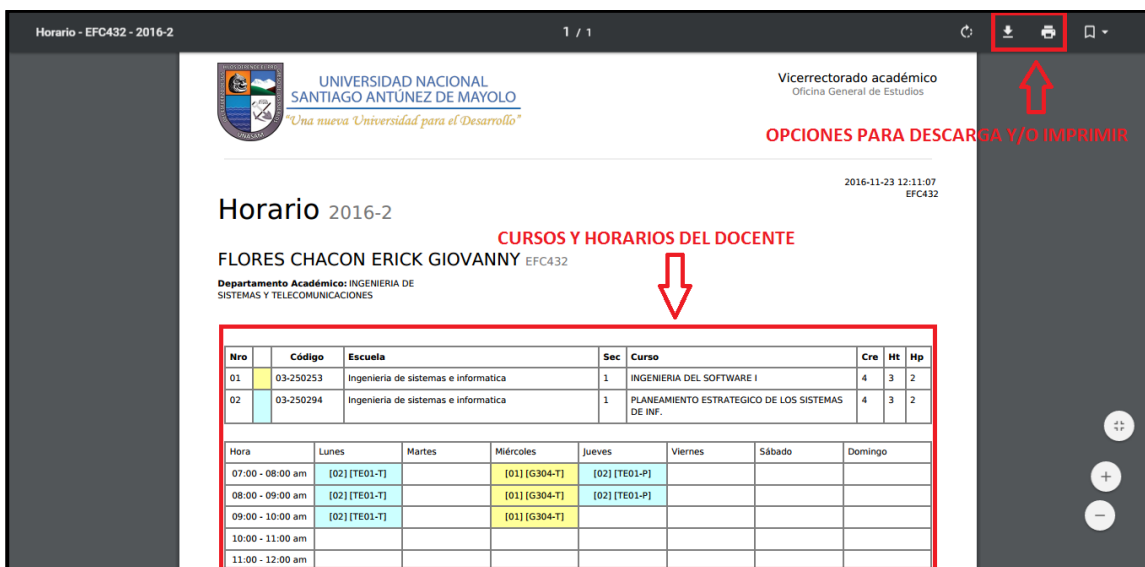 Horario - EFC432 - 2016-2
1 / 1
UNIVERSIDAD NACIONAL
SANTIAGO ANTÚNEZ DE MAYOLO
"Una nueva Universidad para el Desarrollo"
UNASAM
Vicerrectorado académico
Oficina General de Estudios
OPCIONES PARA DESCARGA Y/O IMPRIMIR
2016-11-23 12:11:07
EFC432
Horario 2016-2
CURSOS Y HORARIOS DEL DOCENTE
FLORES CHACON ERICK GIOVANNY EFC432
Departamento Académico: INGENIERIA DE
SISTEMAS Y TELECOMUNICACIONES
Nro Código Escuela Sec Curso Cre Ht Hp
01 03-250253 Ingenieria de sistemas e informatica 1 INGENIERIA DEL SOFTWARE I 4 3 2
02 03-250294 Ingenieria de sistemas e informatica 1 PLANEAMIENTO ESTRATEGICO DE LOS SISTEMAS 4 3 2
DE INF.
Hora Lunes Martes Miércoles Jueves Viernes Sábado Domingo
07:00 - 08:00 am [02] [TE01-T] [01] [G304-T] [02] [TE01-P]
08:00 - 09:00 am [02] [TE01-T] [01] [G304-T] [02] [TE01-P]
09:00 - 10:00 am [02] [TE01-T] [01] [G304-T]
10:00 - 11:00 am
11:00 - 12:00 am